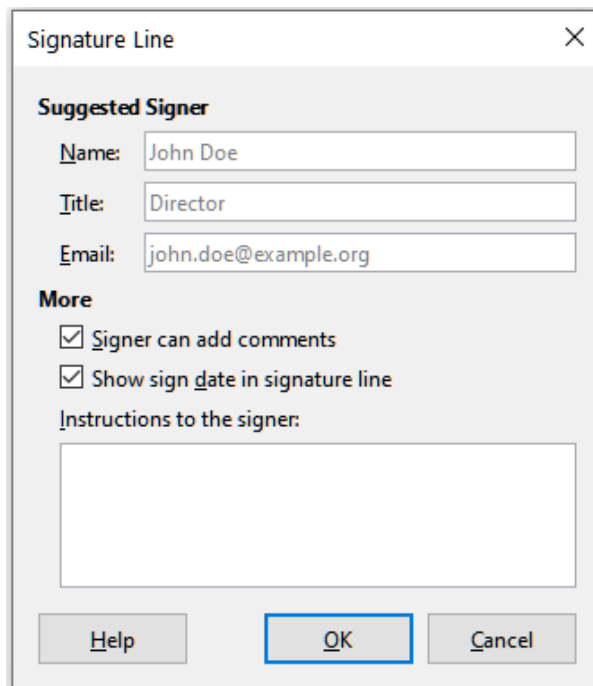 Signature Line
Suggested Signer
Name: John Doe
Title: Director
Email: john.doe@example.org
More
Signer can add comments
Show sign date in signature line
Instructions to the signer:
Help OK Cancel